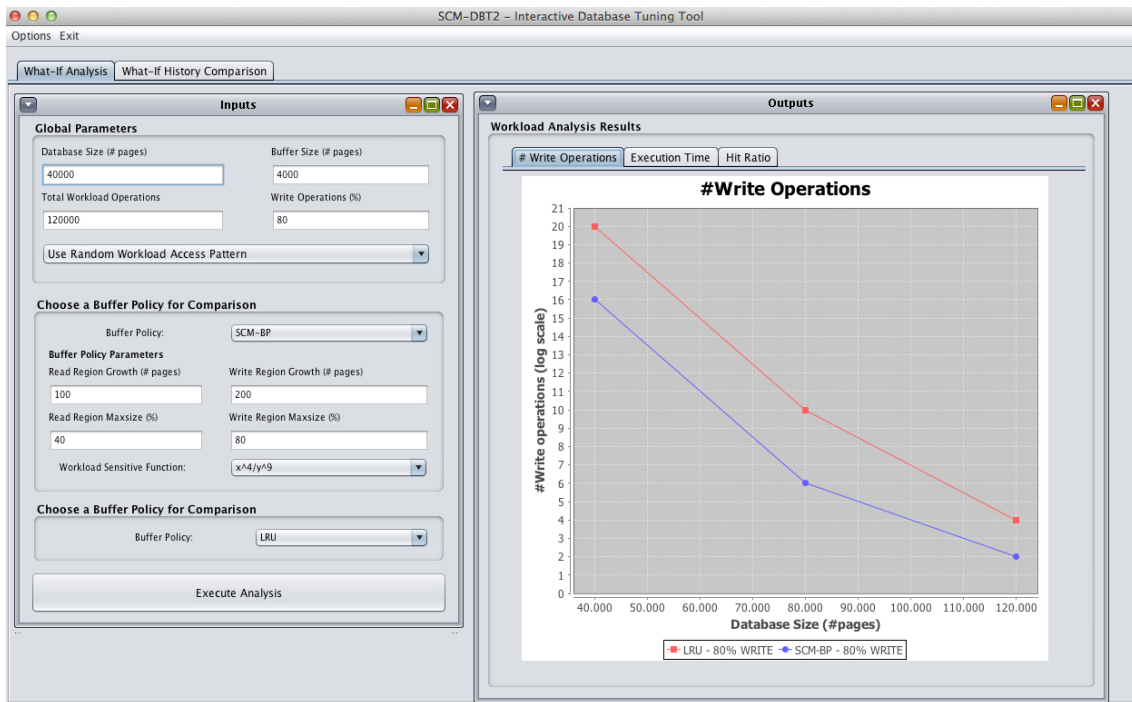 SCM-DBT2 - Interactive Database Tuning Tool
Options Exit
What-If Analysis What-If History Comparison
Inputs
Global Parameters
Database Size (# pages) Buffer Size (# pages)
40000 4000
Total Workload Operations Write Operations (%)
120000 80
Use Random Workload Access Pattern
Choose a Buffer Policy for Comparison
Buffer Policy: SCM-BP
Buffer Policy Parameters
Read Region Growth (# pages) Write Region Growth (# pages)
100 200
Read Region Maxsize (%) Write Region Maxsize (%)
40 80
Workload Sensitive Function: x^4/y^9
Choose a Buffer Policy for Comparison
Buffer Policy: LRU
Execute Analysis
Outputs
Workload Analysis Results
# Write Operations Execution Time Hit Ratio
#Write Operations
#Write operations (log scale)
21
20
19
18
17
16
15
14
13
12
11
10
9
8
7
6
5
4
3
2
1
0
40.000 50.000 60.000 70.000 80.000 90.000 100.000 110.000 120.000
Database Size (#pages)
LRU - 80% WRITE SCM-BP - 80% WRITE